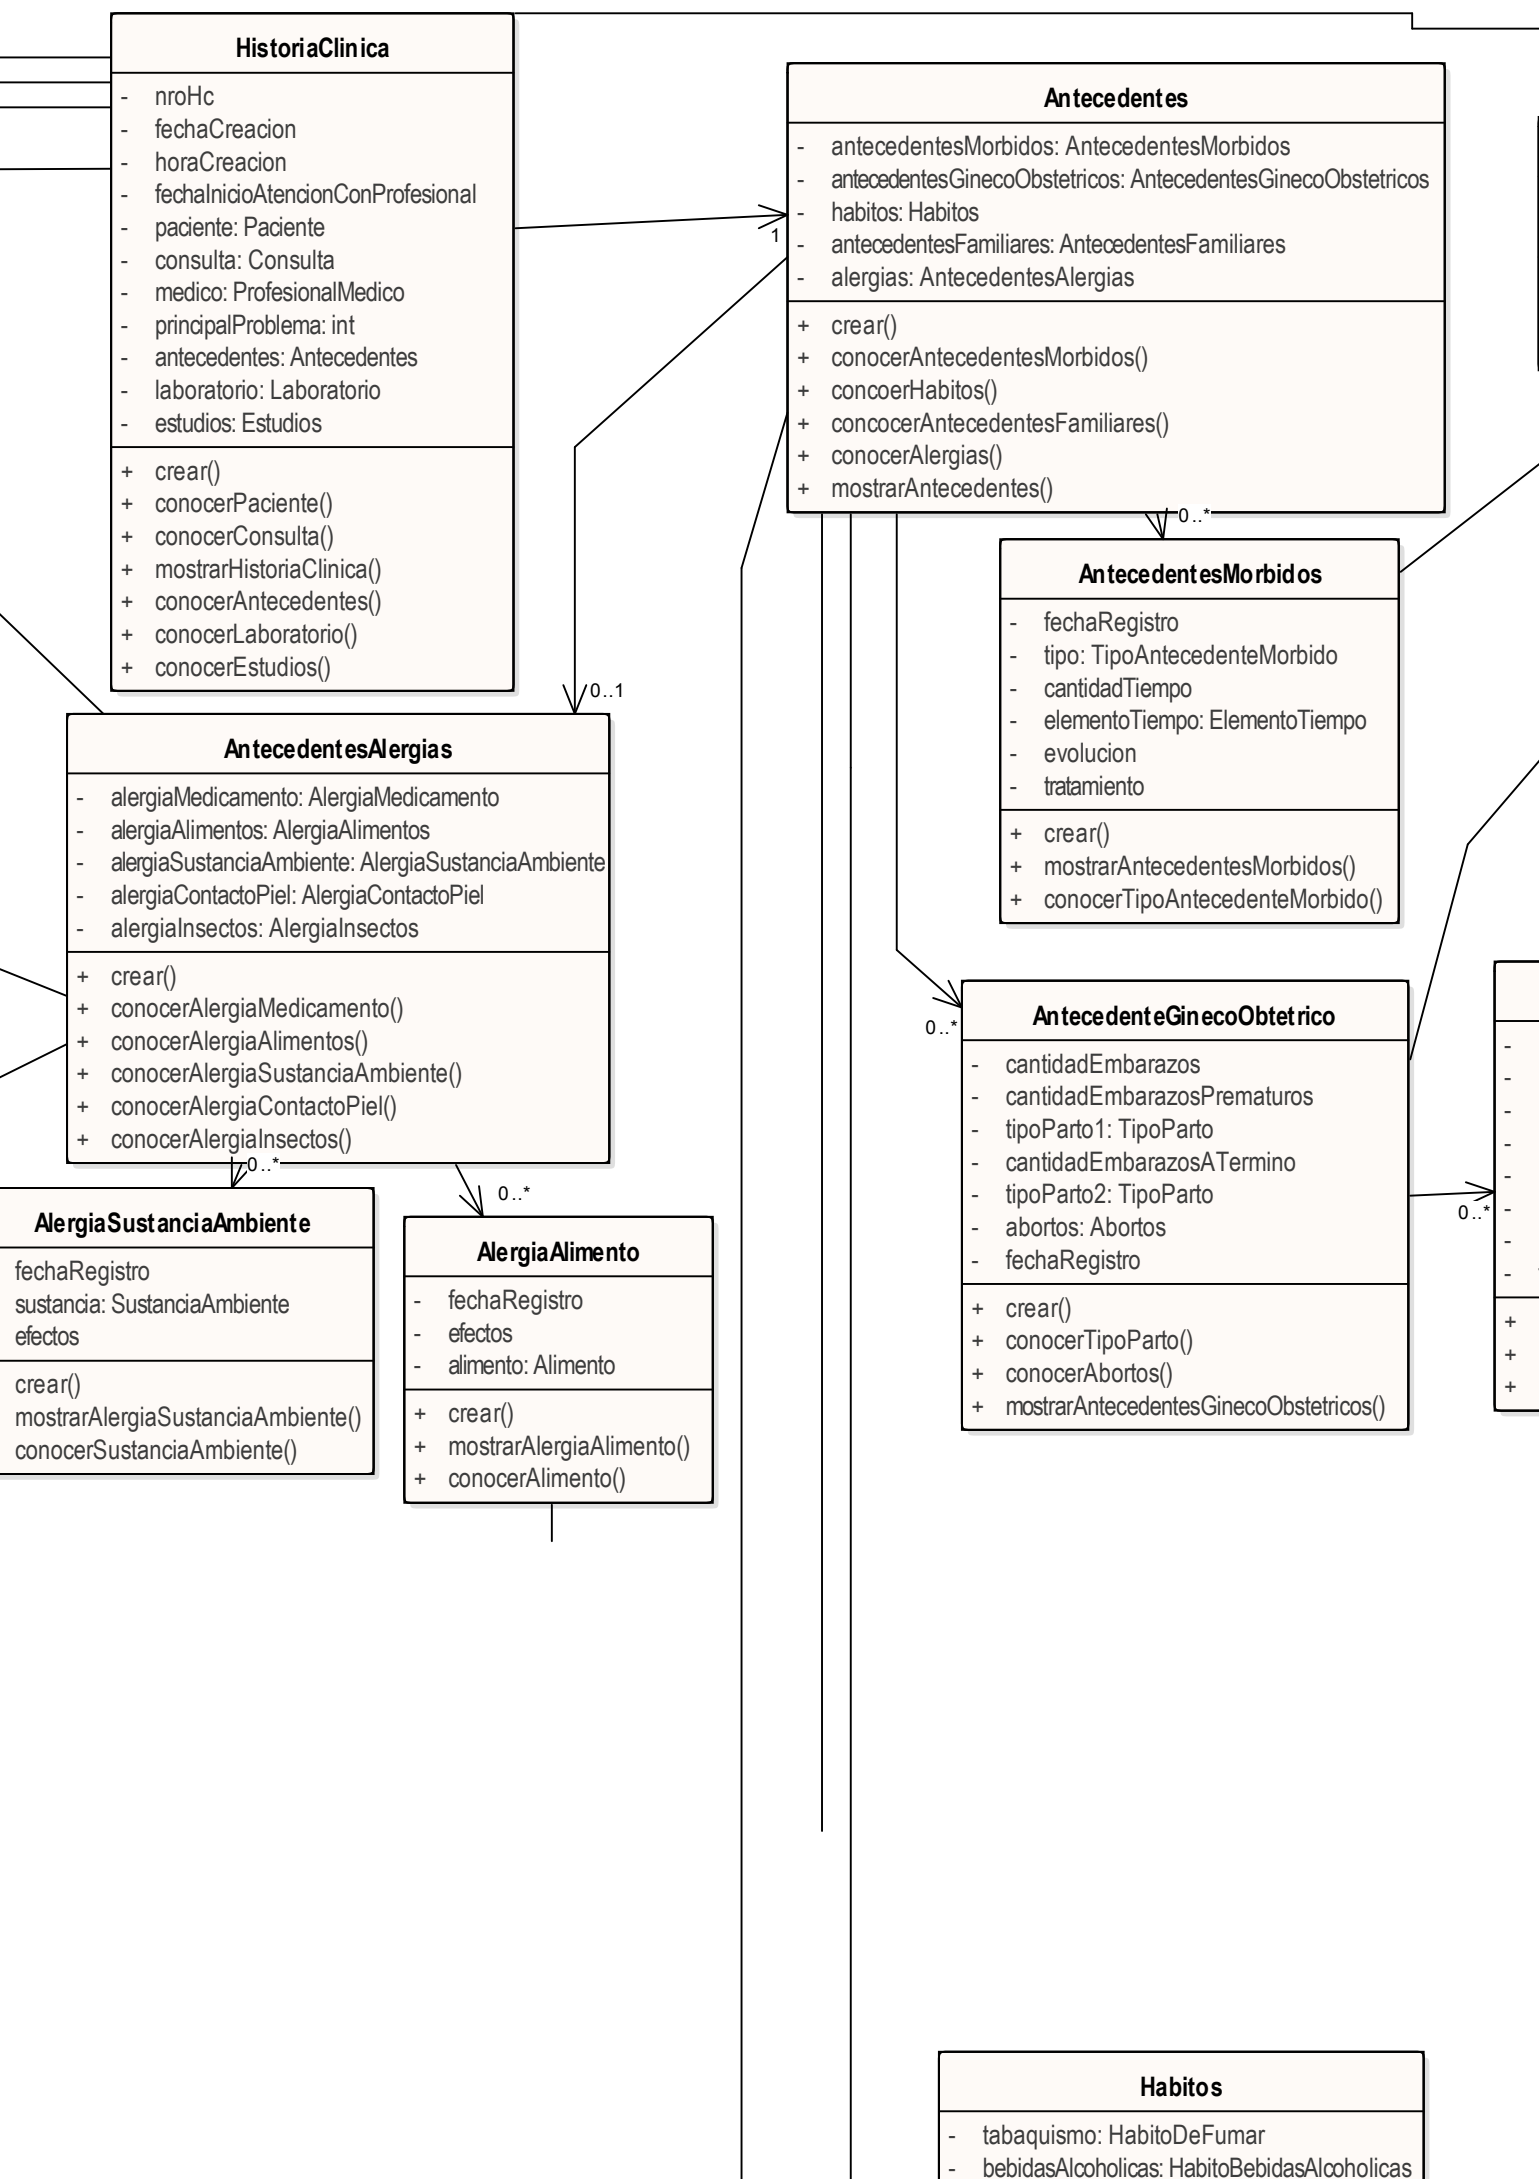 HistoriaClinica
- nroHc
- fechaCreacion
- horaCreacion
- fechaInicioAtencionConProfesional
- paciente: Paciente
- consulta: Consulta
- medico: ProfesionalMedico
- principalProblema: int
- antecedentes: Antecedentes
- laboratorio: Laboratorio
- estudios: Estudios
+ crear()
+ conocerPaciente()
+ conocerConsulta()
+ mostrarHistoriaClinica()
+ conocerAntecedentes()
+ conocerLaboratorio()
+ conocerEstudios()
1
Antecedentes
- antecedentesMorbidos: AntecedentesMorbidos
- antecedentesGinecoObstetricos: AntecedentesGinecoObstetricos
- habitos: Habitos
- antecedentesFamiliares: AntecedentesFamiliares
- alergias: AntecedentesAlergias
+ crear()
+ conocerAntecedentesMorbidos()
+ concoerHabitos()
+ concocerAntecedentesFamiliares()
+ conocerAlergias()
+ mostrarAntecedentes()
0..*
AntecedentesMorbidos
- fechaRegistro
- tipo: TipoAntecedenteMorbido
- cantidadTiempo
- elementoTiempo: ElementoTiempo
- evolucion
- tratamiento
+ crear()
+ mostrarAntecedentesMorbidos()
+ conocerTipoAntecedenteMorbido()
0..1
AntecedentesAlergias
- alergiaMedicamento: AlergiaMedicamento
- alergiaAlimentos: AlergiaAlimentos
- alergiaSustanciaAmbiente: AlergiaSustanciaAmbiente
- alergiaContactoPiel: AlergiaContactoPiel
- alergiaInsectos: AlergiaInsectos
+ crear()
+ conocerAlergiaMedicamento()
+ conocerAlergiaAlimentos()
+ conocerAlergiaSustanciaAmbiente()
+ conocerAlergiaContactoPiel()
+ conocerAlergiaInsectos()
0..*
0..*
AlergiaSustanciaAmbiente
fechaRegistro
sustancia: SustanciaAmbiente
efectos
crear()
mostrarAlergiaSustanciaAmbiente()
conocerSustanciaAmbiente()
AlergiaAlimento
- fechaRegistro
- efectos
- alimento: Alimento
+ crear()
+ mostrarAlergiaAlimento()
+ conocerAlimento()
0..*
AntecedenteGinecoObtetrico
- cantidadEmbarazos
- cantidadEmbarazosPrematuros
- tipoParto1: TipoParto
- cantidadEmbarazosATermino
- tipoParto2: TipoParto
- abortos: Abortos
- fechaRegistro
+ crear()
+ conocerTipoParto()
+ conocerAbortos()
+ mostrarAntecedentesGinecoObstetricos()
0..*
-
-
-
-
-
-
-
-
+
+
+
Habitos
- tabaquismo: HabitoDeFumar
- bebidasAlcoholicas: HabitoBebidasAlcoholicas